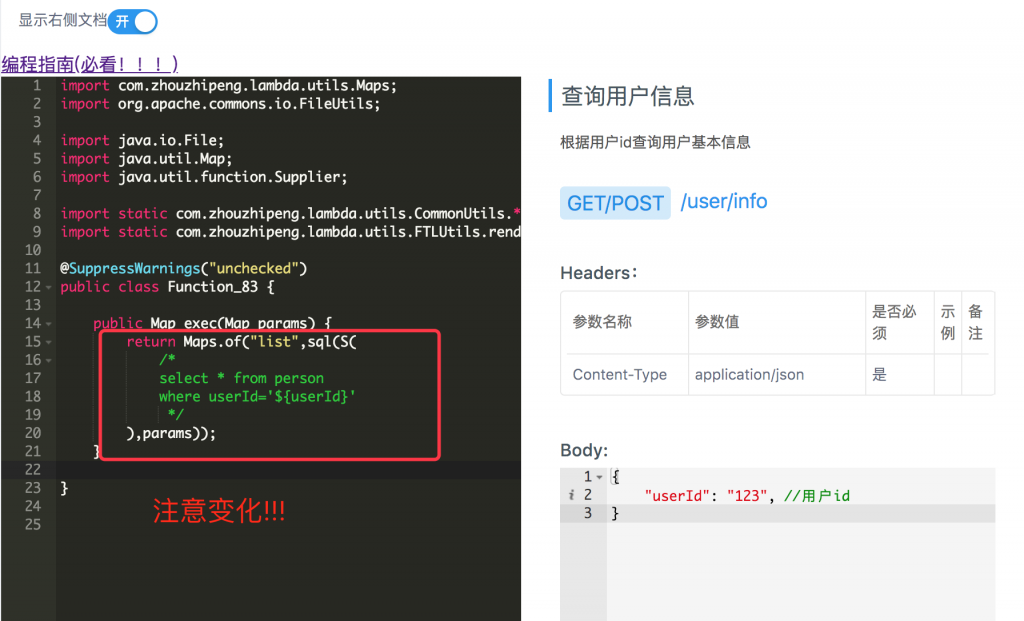 显示右侧文档 开
编程指南(必看！！！)
1 import com.zhouzhipeng.lambda.utils.Maps;
2 import org.apache.commons.io.FileUtils;
3
4 import java.io.File;
5 import java.util.Map;
6 import java.util.function.Supplier;
7
8 import static com.zhouzhipeng.lambda.utils.CommonUtils.*
9 import static com.zhouzhipeng.lambda.utils.FTLUtils.rend
10
11 @SuppressWarnings("unchecked")
12 public class Function_83 {
13
14 public Map exec(Map params) {
15 return Maps.of("list",sql(S(
16 /*
17 select * from person
18 where userId='${userId}'
19 */
20 ),params));
21 }
22
23 }
24
25
注意变化!!!
查询用户信息
根据用户id查询用户基本信息
GET/POST /user/info
Headers：
参数名称 参数值 是否必须 示例 备注
Content-Type application/json 是
Body:
1 {
2 "userId": "123", //用户id
3 }